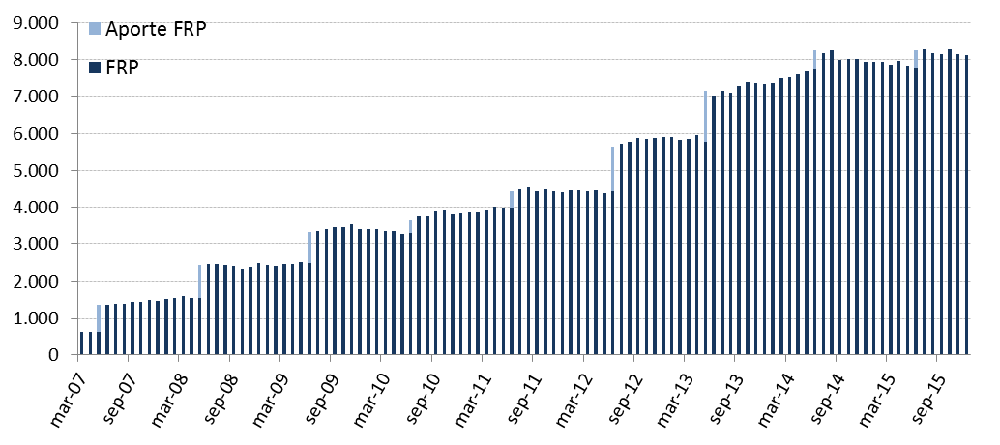 9.000
8.000
7.000
6.000
5.000
4.000
3.000
2.000
1.000
0
Aporte FRP
FRP
mar-07
sep-07
mar-08
sep-08
mar-09
sep-09
mar-10
sep-10
mar-11
sep-11
mar-12
sep-12
mar-13
sep-13
mar-14
sep-14
mar-15
sep-15